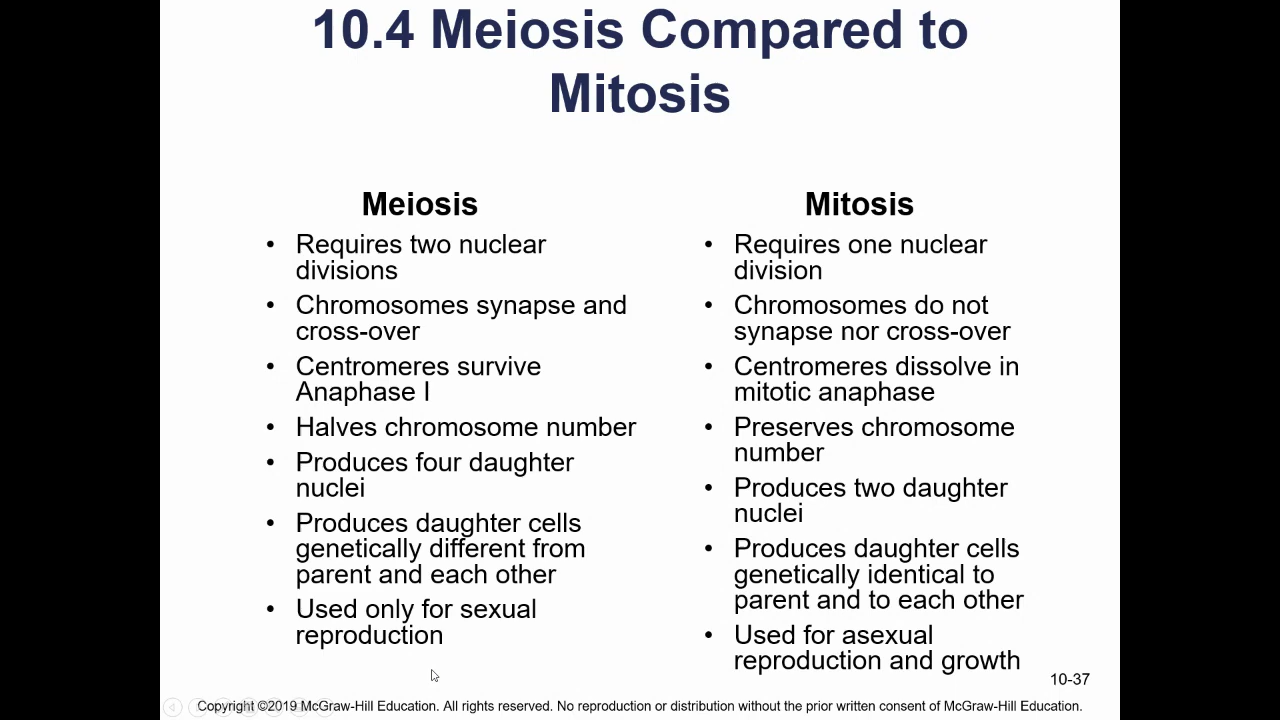 10.4 Meiosis Compared to
Mitosis
Meiosis
• Requires two nuclear
divisions
• Chromosomes synapse and
cross-over
• Centromeres survive
Anaphase I
• Halves chromosome number
• Produces four daughter
nuclei
• Produces daughter cells
genetically different from
parent and each other
• Used only for sexual
reproduction
Mitosis
• Requires one nuclear
division
• Chromosomes do not
synapse nor cross-over
• Centromeres dissolve in
mitotic anaphase
• Preserves chromosome
number
• Produces two daughter
nuclei
• Produces daughter cells
genetically identical to
parent and to each other
• Used for asexual
reproduction and growth
10-37
Copyright ©2019 McGraw-Hill Education. All rights reserved. No reproduction or distribution without the prior written consent of McGraw-Hill Education.